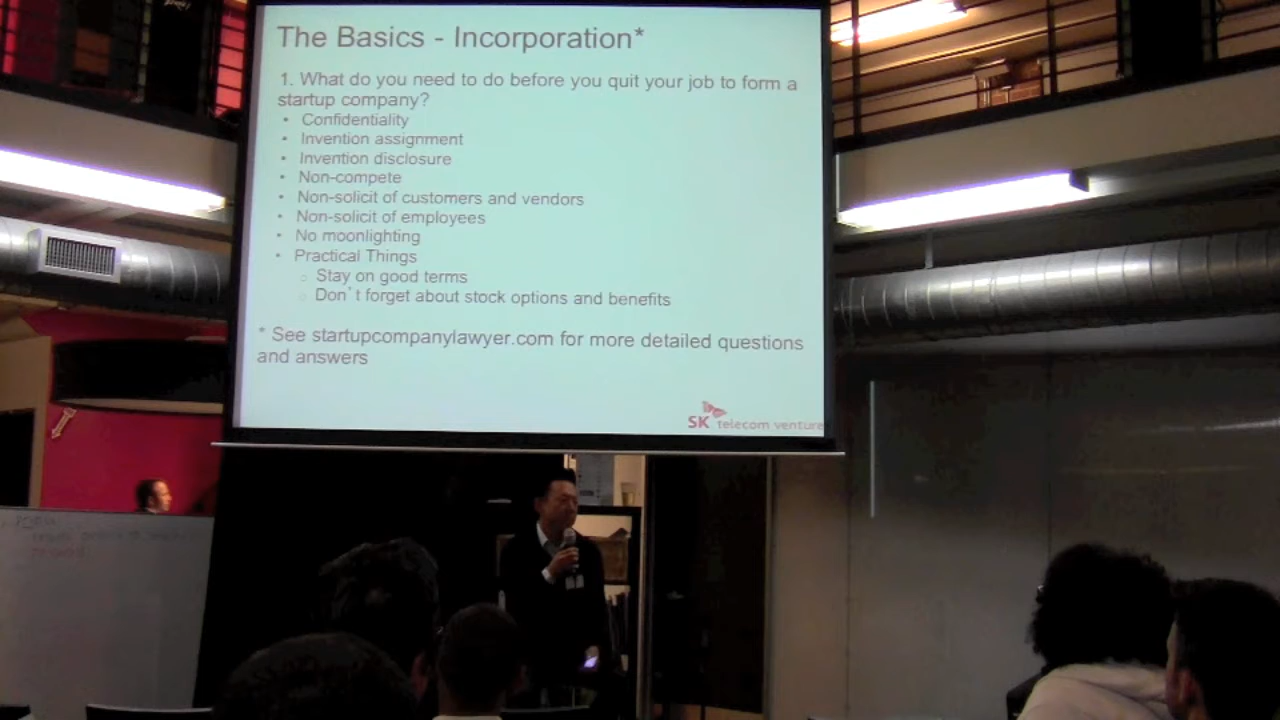 The Basics - Incorporation*
1. What do you need to do before you quit your job to form a
startup company?
• Confidentiality
• Invention assignment
• Invention disclosure
• Non-compete
• Non-solicit of customers and vendors
• Non-solicit of employees
• No moonlighting
• Practical Things
○ Stay on good terms
○ Don't forget about stock options and benefits
* See startupcompanylawyer.com for more detailed questions
and answers
SK telecom venture